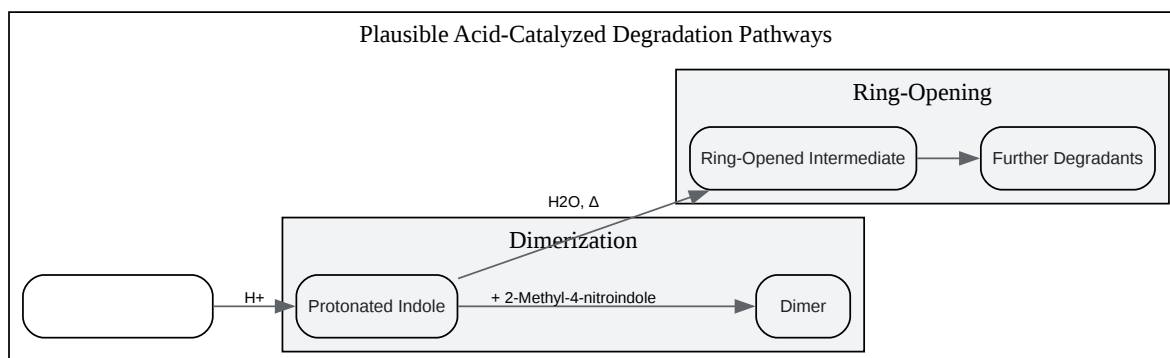 Plausible Acid-Catalyzed Degradation Pathways
Ring-Opening
Ring-Opened Intermediate
Further Degradants
H2O, Δ
Dimerization
H+
Protonated Indole
+ 2-Methyl-4-nitroindole
Dimer